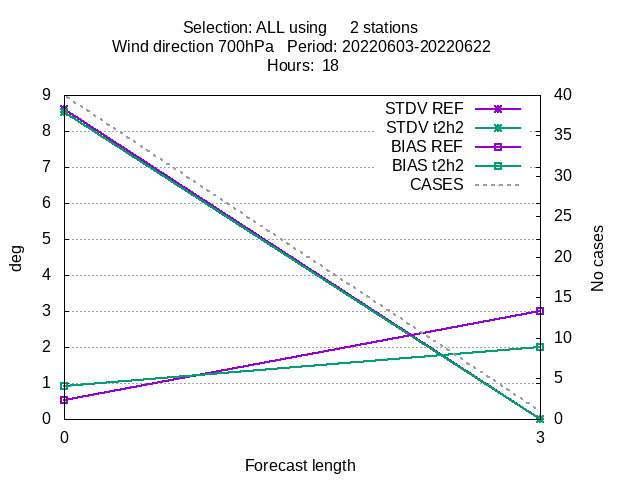 Selection: ALL using 2 stations
Wind direction 700hPa Period: 20220603-20220622
Hours: 18
9 40
STDV REF
8 35
STDV t2h2
BIAS REF
7 30
BIAS t2h2
CASES
6
25
5
20
deg
No cases
4
15
3
10
2
5
1
0 0
0 3
Forecast length